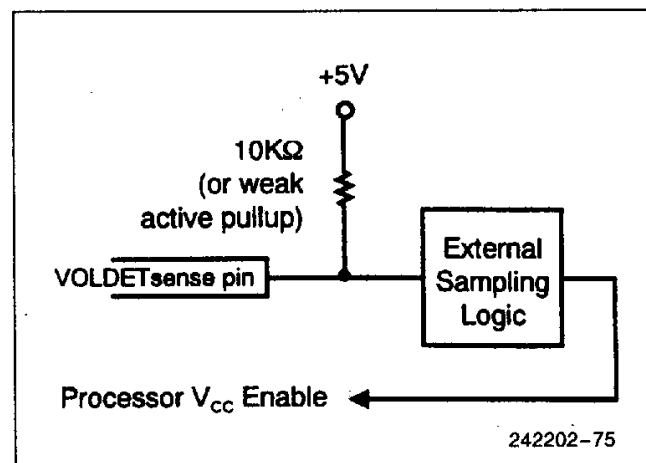 +5V
10KΩ
(or weak
active pullup)
VOLDETsense pin
External
Sampling
Logic
Processor Vcc Enable
242202-75